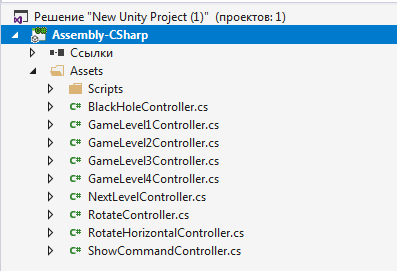 Решение "New Unity Project (1)" (проектов: 1)
Assembly-CSharp
Ссылки
Assets
Scripts
C# BlackHoleController.cs
C# GameLevel1Controller.cs
C# GameLevel2Controller.cs
C# GameLevel3Controller.cs
C# GameLevel4Controller.cs
C# NextLevelController.cs
C# RotateController.cs
C# RotateHorizontalController.cs
C# ShowCommandController.cs